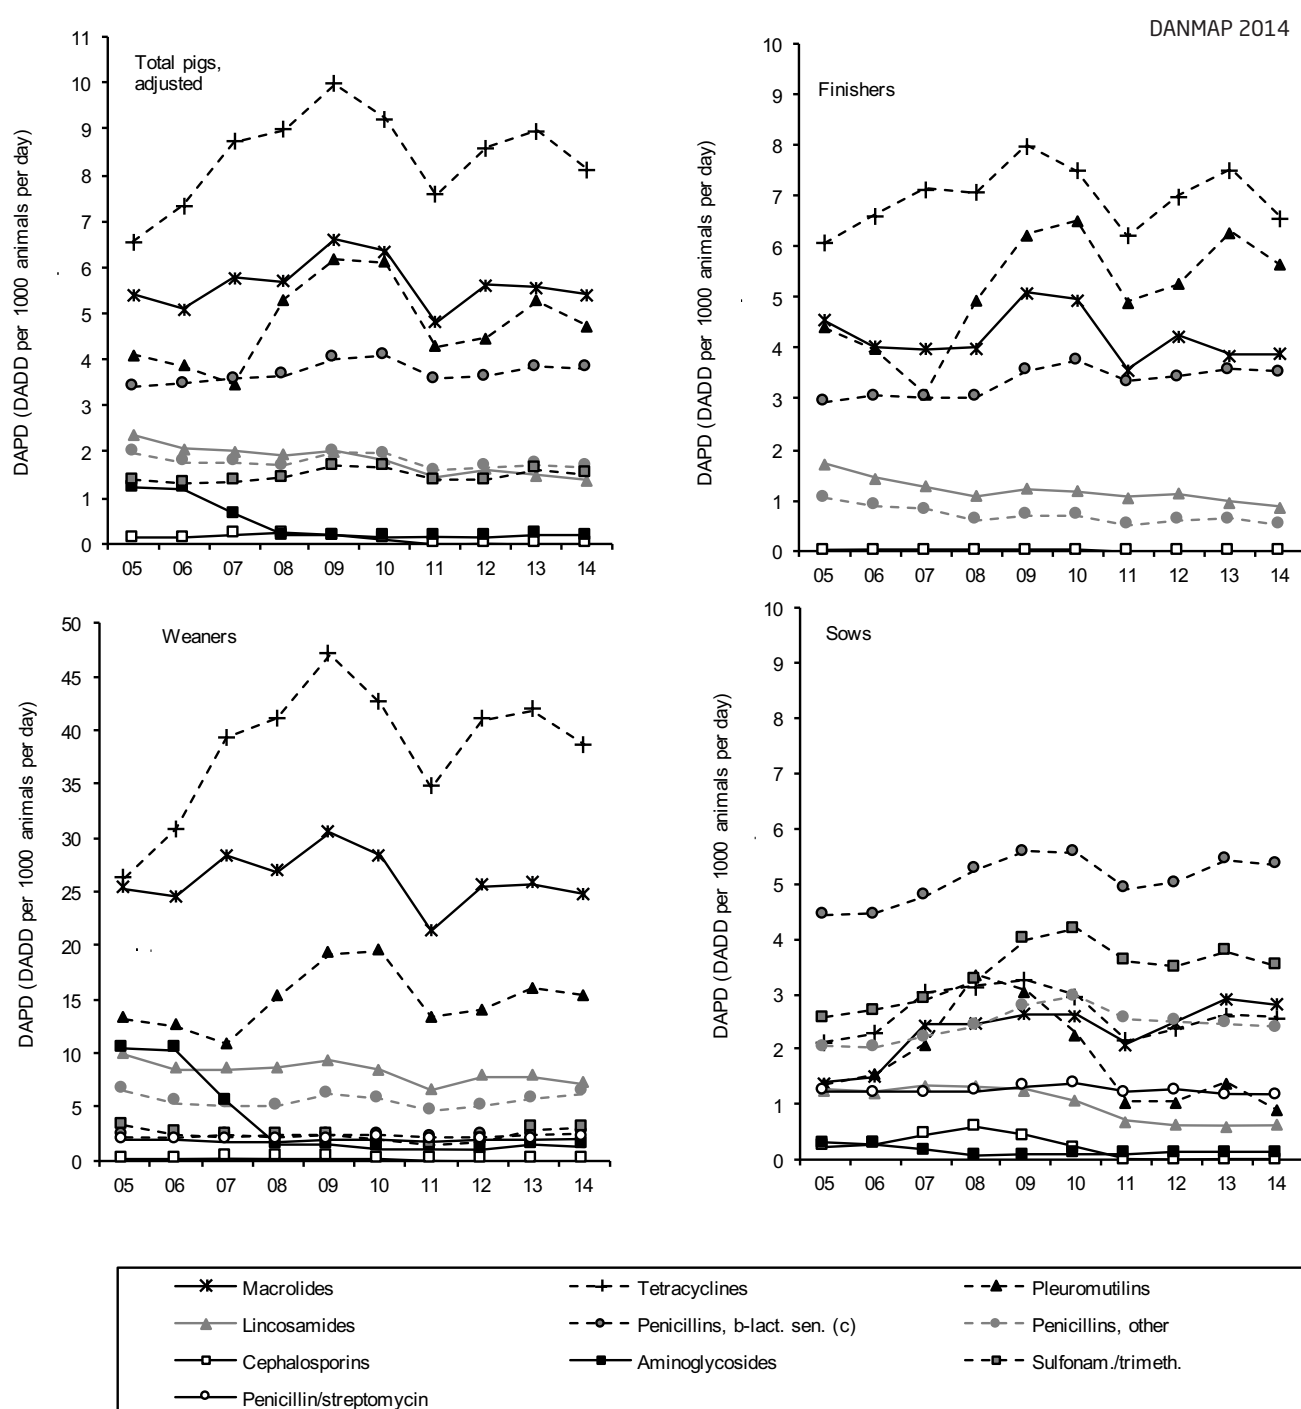 DANMAP 2014
Total pigs,
adjusted
DAPD (DADD per 1000 animals per day)
11
10
9
8
7
6
5
4
3
2
1
0
05 06 07 08 09 10 11 12 13 14
Finishers
DAPD (DADD per 1000 animals per day)
10
9
8
7
6
5
4
3
2
1
0
05 06 07 08 09 10 11 12 13 14
Weaners
DAPD (DADD per 1000 animals per day)
50
45
40
35
30
25
20
15
10
5
0
05 06 07 08 09 10 11 12 13 14
Sows
DAPD (DADD per 1000 animals per day)
10
9
8
7
6
5
4
3
2
1
0
05 06 07 08 09 10 11 12 13 14
Macrolides Tetracyclines Pleuromutilins
Lincosamides Penicillins, b-lact. sen. (c) Penicillins, other
Cephalosporins Aminoglycosides Sulfonam./trimeth.
Penicillin/streptomycin